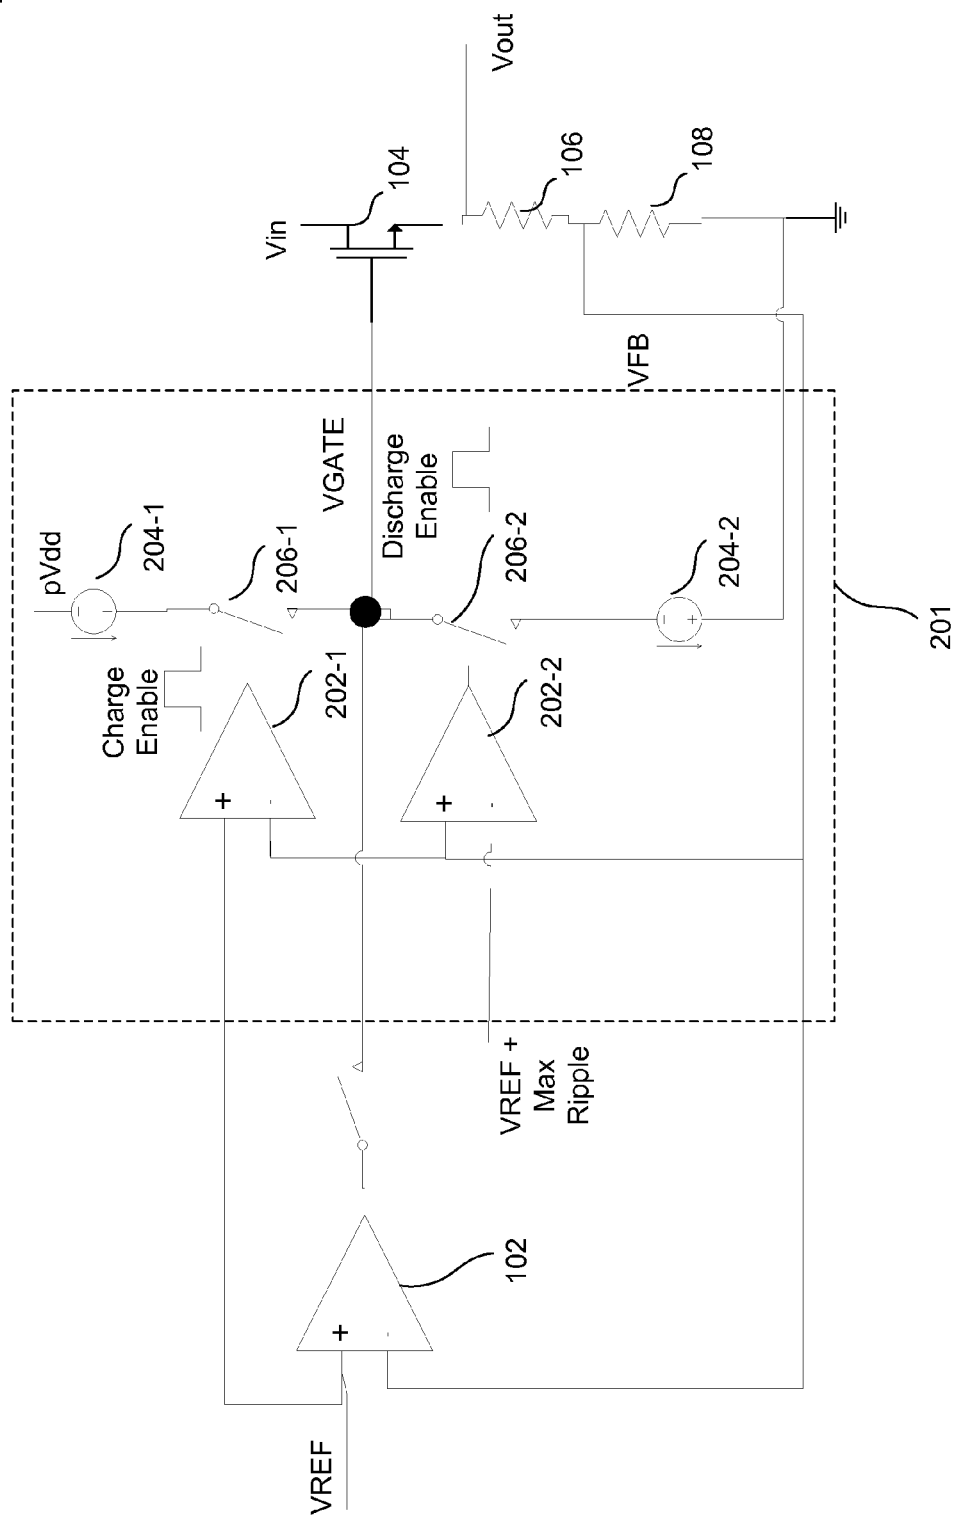 pVdd
204-1
Charge
Enable
206-1
202-1
+
-
Vin
104
Vout
VGATE
Discharge
Enable
106
108
VFB
206-2
202-2
+
-
204-2
+
201
VREF +
Max
Ripple
VREF
+
-
102